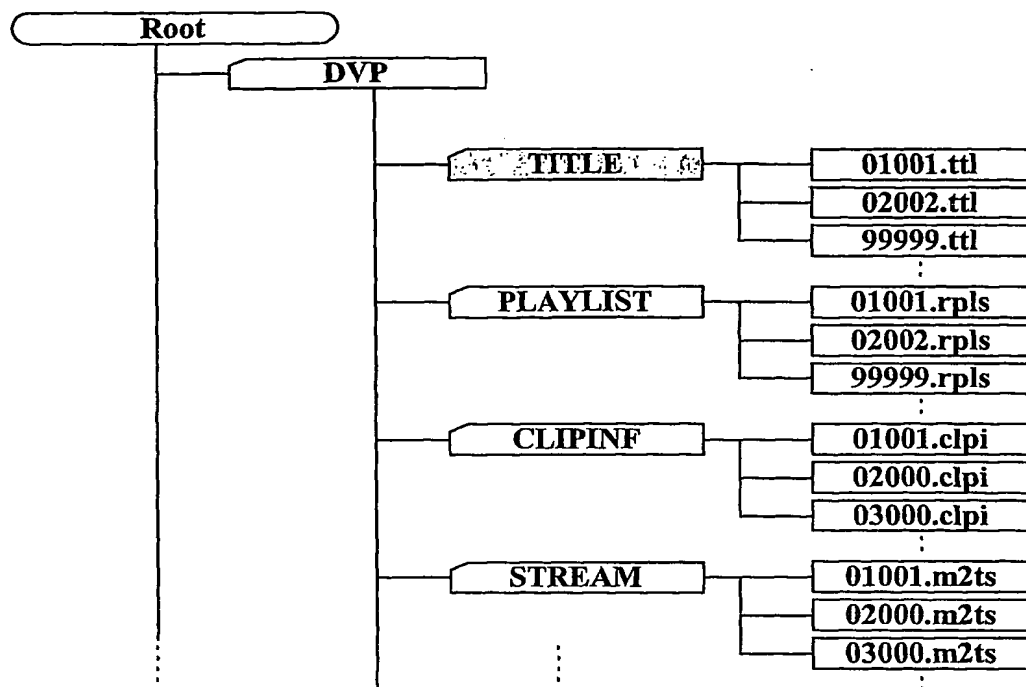 Root
DVP
TITLE
01001.ttl
02002.ttl
99999.ttl
PLAYLIST
01001.rpls
02002.rpls
99999.rpls
CLIPINF
01001.clpi
02000.clpi
03000.clpi
STREAM
01001.m2ts
02000.m2ts
03000.m2ts